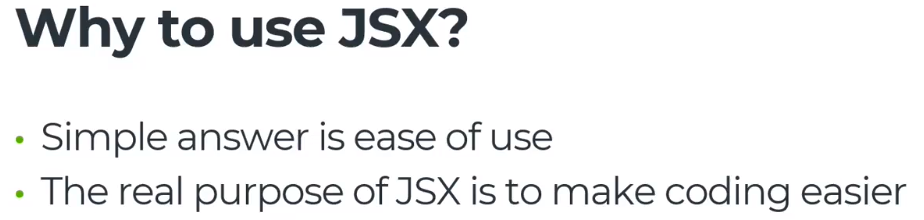 Why to use JSX?
• Simple answer is ease of use
• The real purpose of JSX is to make coding easier